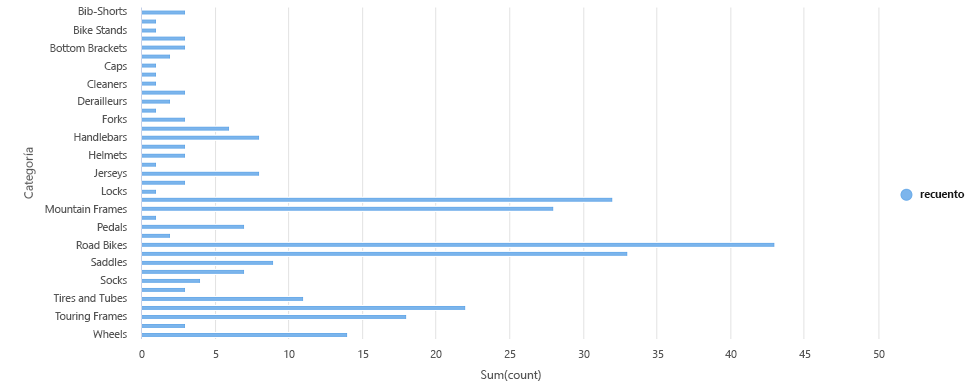 Categoría
Bib-Shorts
Bike Stands
Bottom Brackets
Caps
Cleaners
Derailleurs
Forks
Handlebars
Helmets
Jerseys
Locks
Mountain Frames
Pedals
Road Bikes
Saddles
Socks
Tires and Tubes
Touring Frames
Wheels
0 5 10 15 20 25 30 35 40 45 50
Sum(count)
recuento